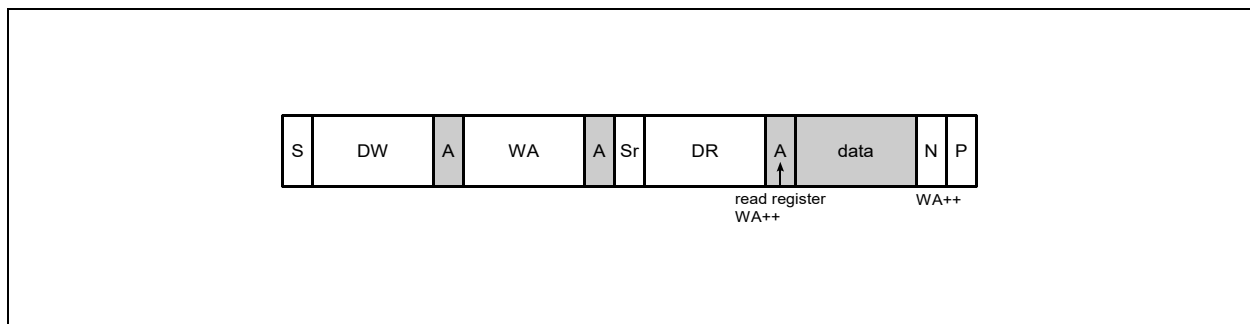 S DW A WA A Sr DR A data N P
read register WA++
WA++